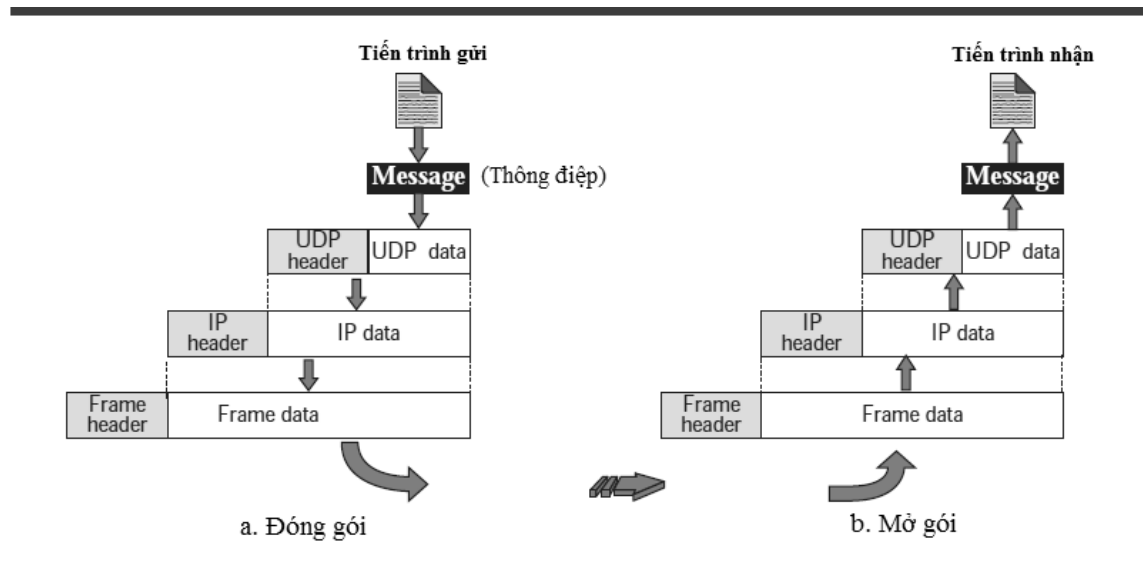 Tiến trình gửi
Message (Thông điệp)
UDP
header
UDP data
IP
header
IP data
Frame
header
Frame data
a. Đóng gói
Tiến trình nhận
Message
UDP
header
UDP data
IP
header
IP data
Frame
header
Frame data
b. Mở gói